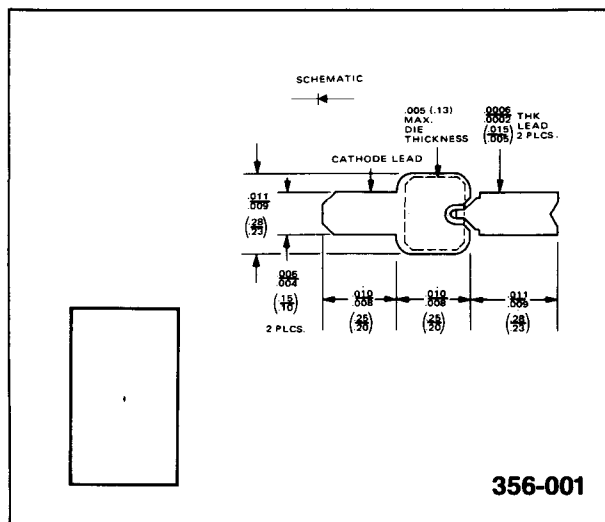 SCHEMATIC
.005 (.13)
MAX.
DIE
THICKNESS
.0006
.0002
(.015
.005)
THK
LEAD
2 PLCS.
CATHODE LEAD
.011
.009
(.28
.23)
.006
.004
(.15
.10)
2 PLCS.
.010
.008
(.25
.20)
.010
.008
(.25
.20)
.011
.009
(.28
.23)
356-001